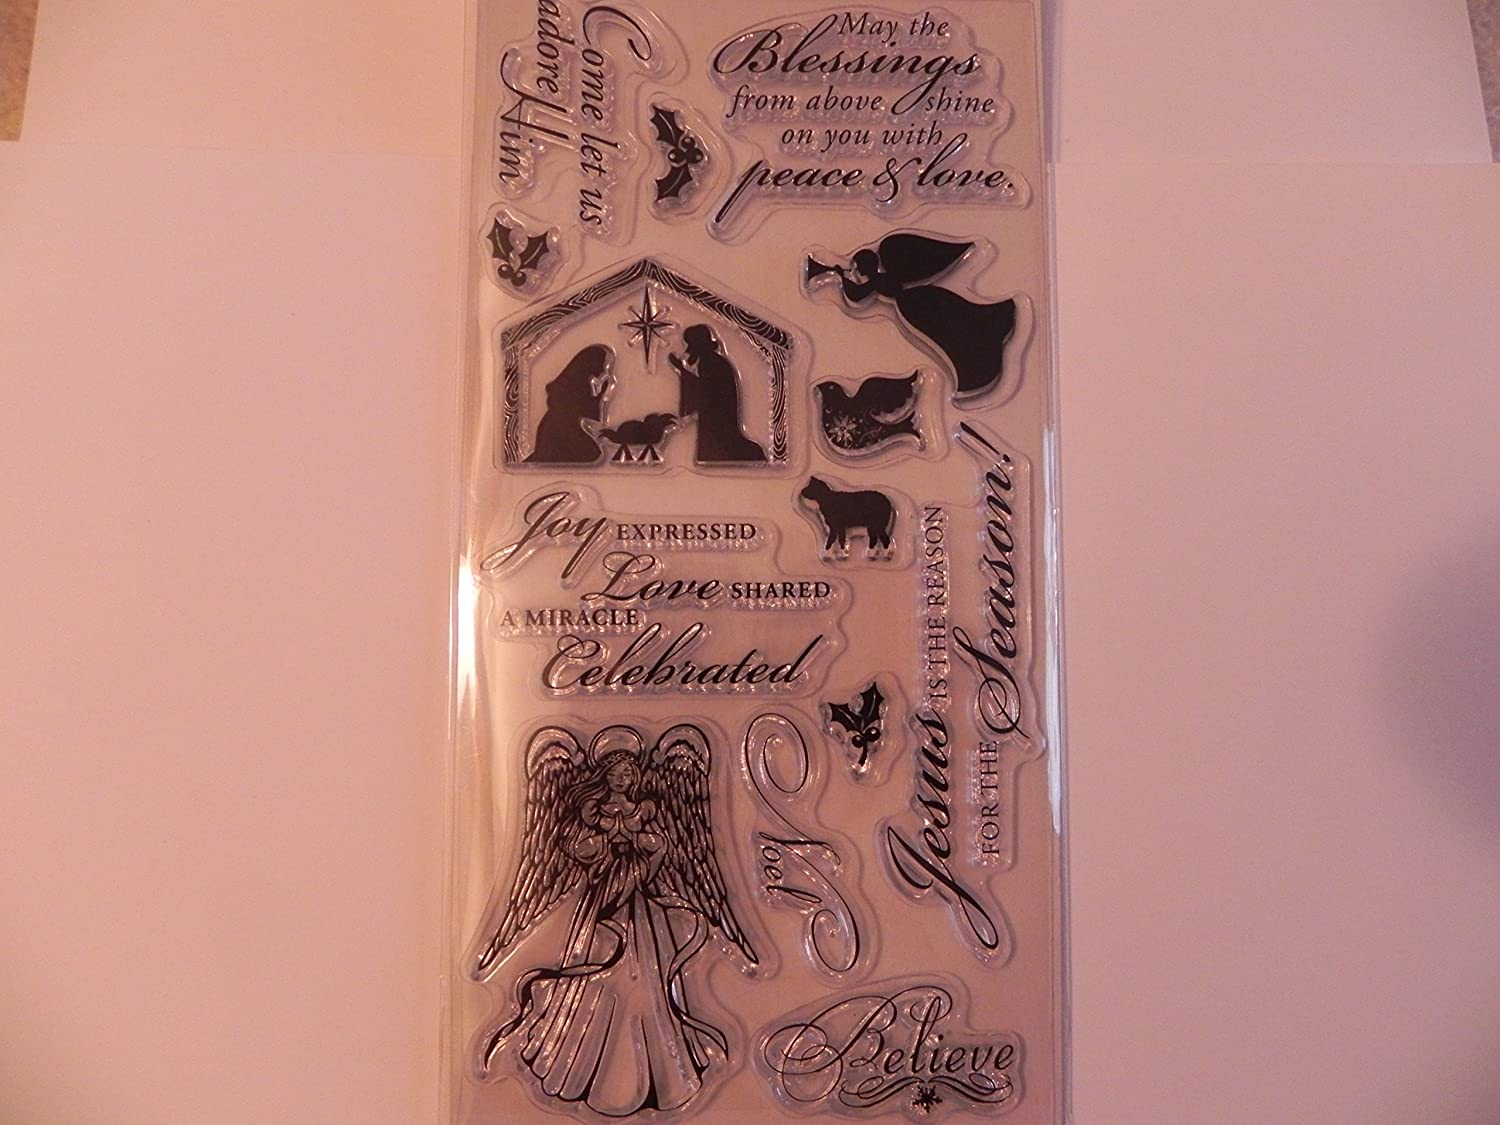 Come let us
adore Him
May the
Blessings
from above shine
on you with
peace & love.
Joy EXPRESSED
Love SHARED
A MIRACLE
Celebrated
Jesus IS THE REASON
FOR THE Season!
Noel
Believe